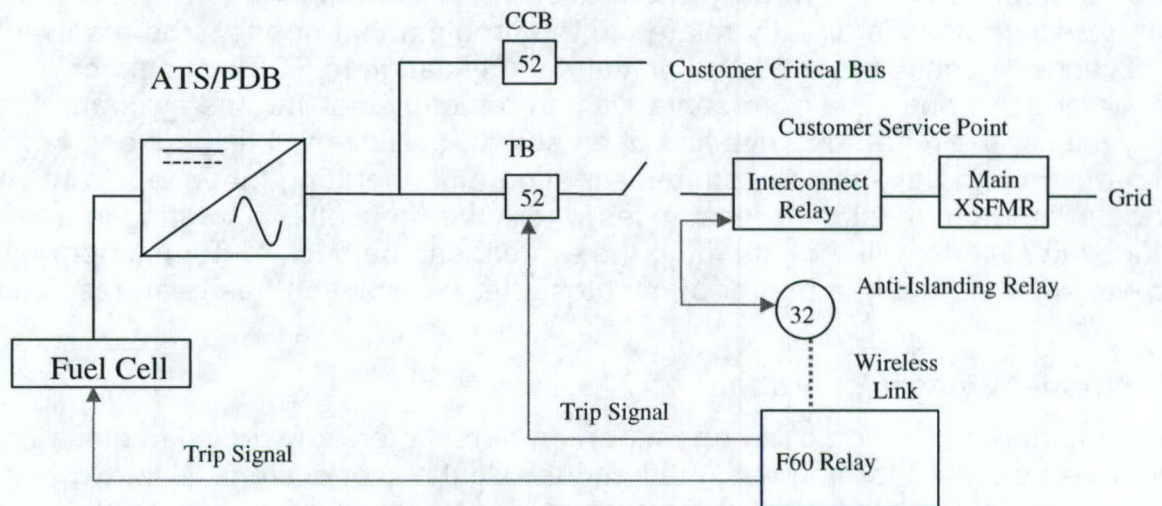 CCB
52
Customer Critical Bus
ATS/PDB
Customer Service Point
TB
52
Interconnect
Relay
Main
XSFMR
Grid
Anti-Islanding Relay
32
Fuel Cell
Wireless
Link
Trip Signal
F60 Relay
Trip Signal